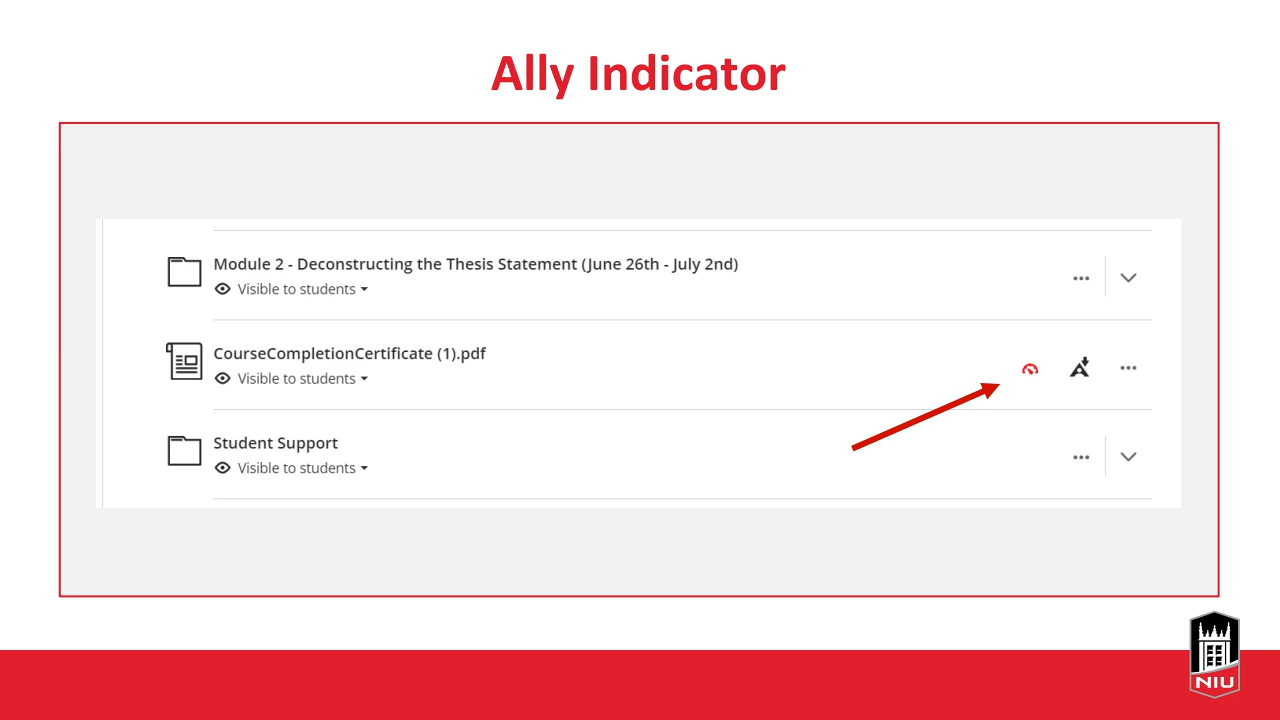 Ally Indicator
Module 2 - Deconstructing the Thesis Statement (June 26th - July 2nd)
Visible to students
CourseCompletionCertificate (1).pdf
Visible to students
Student Support
Visible to students
NIU